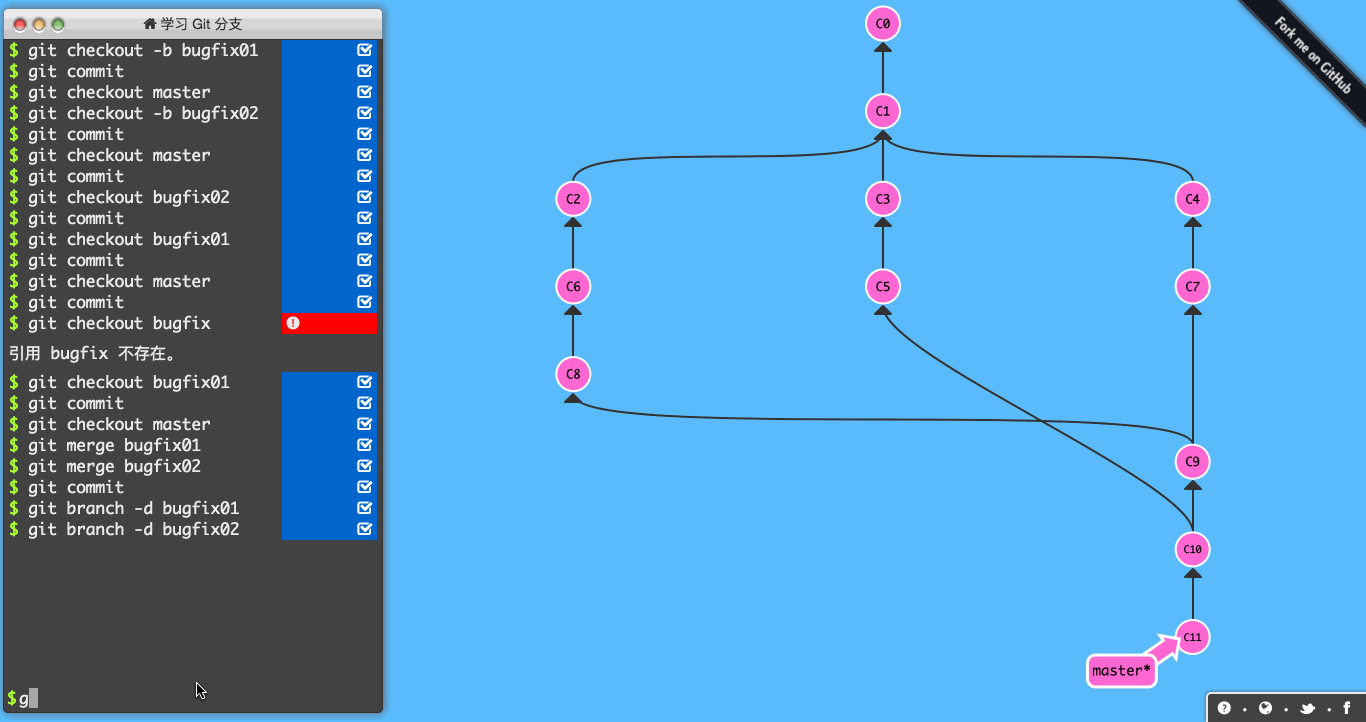 学习 Git 分支
$ git checkout -b bugfix01
$ git commit
$ git checkout master
$ git checkout -b bugfix02
$ git commit
$ git checkout master
$ git commit
$ git checkout bugfix02
$ git commit
$ git checkout bugfix01
$ git commit
$ git checkout master
$ git commit
$ git checkout bugfix
引用 bugfix 不存在。
$ git checkout bugfix01
$ git commit
$ git checkout master
$ git merge bugfix01
$ git merge bugfix02
$ git commit
$ git branch -d bugfix01
$ git branch -d bugfix02
$g
C0
C1
C2
C3
C4
C6
C5
C7
C8
C9
C10
C11
master*
Fork me on GitHub